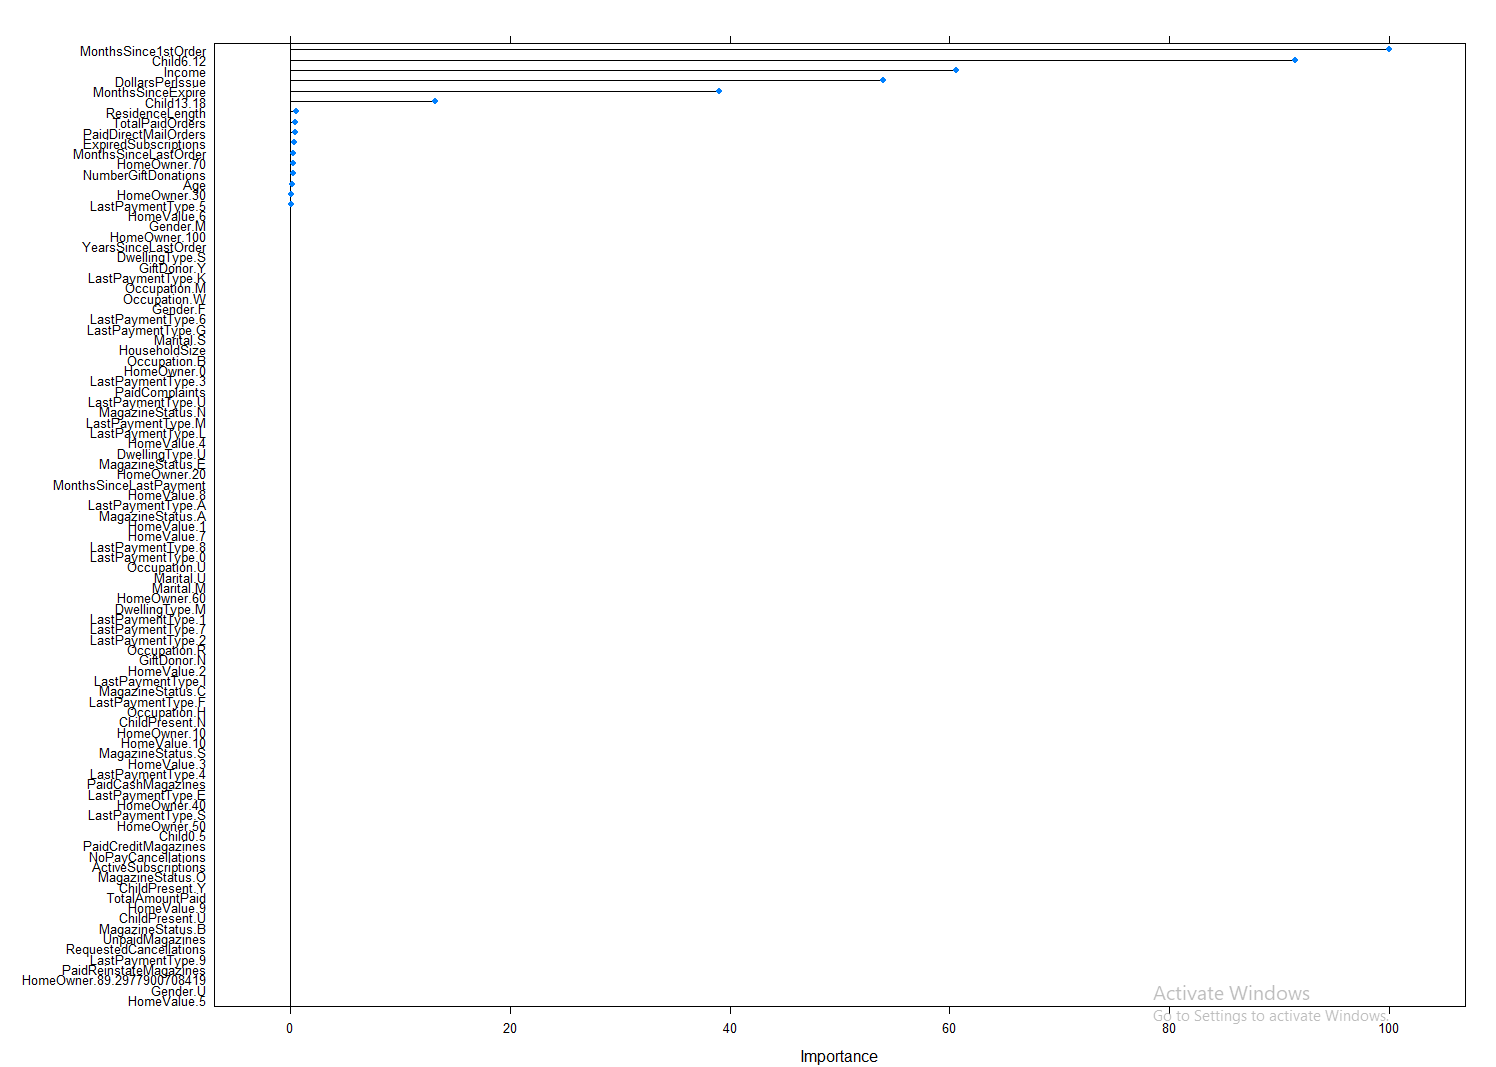 MonthsSince1stOrder
Child6.12
Income
DollarsPerIssue
MonthsSinceExpire
Child13.18
ResidenceLength
TotalPaidOrders
PaidDirectMailOrders
ExpiredSubscriptions
MonthsSinceLastOrder
HomeOwner.70
NumberGiftDonations
Age
HomeOwner.30
LastPaymentType.5
HomeValue.6
Gender.M
HomeOwner.100
YearsSinceLastOrder
DwellingType.S
GiftDonor.Y
LastPaymentType.K
Occupation.M
Occupation.W
Gender.F
LastPaymentType.6
LastPaymentType.G
Marital.S
HouseholdSize
Occupation.B
HomeOwner.0
LastPaymentType.3
PaidComplaints
LastPaymentType.U
MagazineStatus.N
LastPaymentType.M
LastPaymentType.L
HomeValue.4
DwellingType.U
MagazineStatus.E
HomeOwner.20
MonthsSinceLastPayment
HomeValue.8
LastPaymentType.A
MagazineStatus.A
HomeValue.1
HomeValue.7
LastPaymentType.8
LastPaymentType.0
Occupation.U
Marital.U
Marital.M
HomeOwner.60
DwellingType.M
LastPaymentType.1
LastPaymentType.7
LastPaymentType.2
Occupation.R
GiftDonor.N
HomeValue.2
LastPaymentType.I
MagazineStatus.C
LastPaymentType.F
Occupation.H
ChildPresent.N
HomeOwner.10
HomeValue.10
MagazineStatus.S
HomeValue.3
LastPaymentType.4
PaidCashMagazines
LastPaymentType.E
HomeOwner.40
LastPaymentType.S
HomeOwner.50
Child0.5
PaidCreditMagazines
NoPayCancellations
ActiveSubscriptions
MagazineStatus.O
ChildPresent.Y
TotalAmountPaid
HomeValue.9
ChildPresent.U
MagazineStatus.B
UnpaidMagazines
RequestedCancellations
LastPaymentType.9
PaidReinstateMagazines
HomeOwner.89.2977900708419
Gender.U
HomeValue.5
Activate Windows
Go to Settings to activate Windows.
0 20 40 60 80 100
Importance